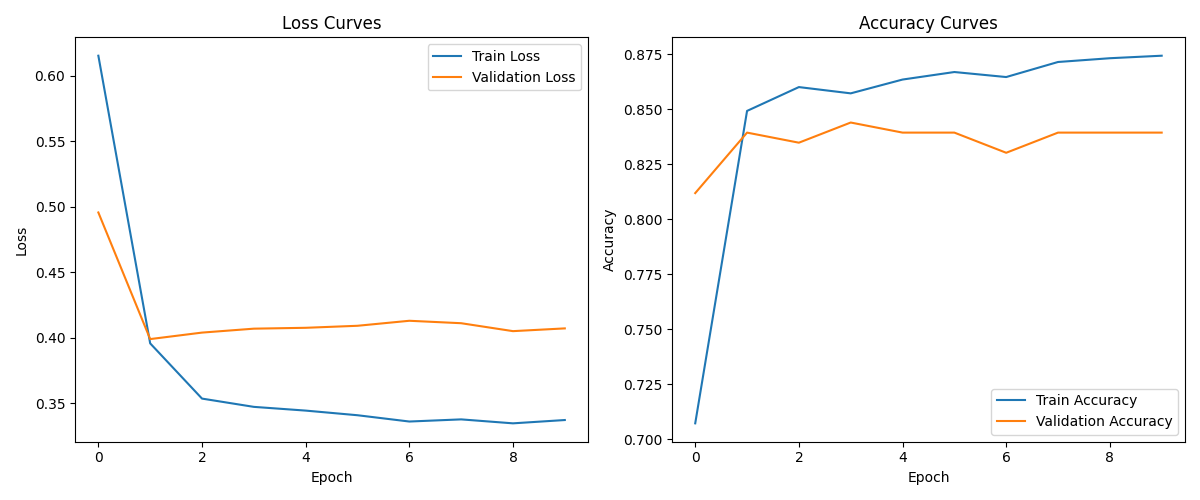 Loss Curves
Train Loss
Validation Loss
0.60
0.55
0.50
0.45
0.40
0.35
Loss
0 2 4 6 8
Epoch
Accuracy Curves
0.875
0.850
0.825
0.800
0.775
0.750
0.725
0.700
Accuracy
Train Accuracy
Validation Accuracy
0 2 4 6 8
Epoch